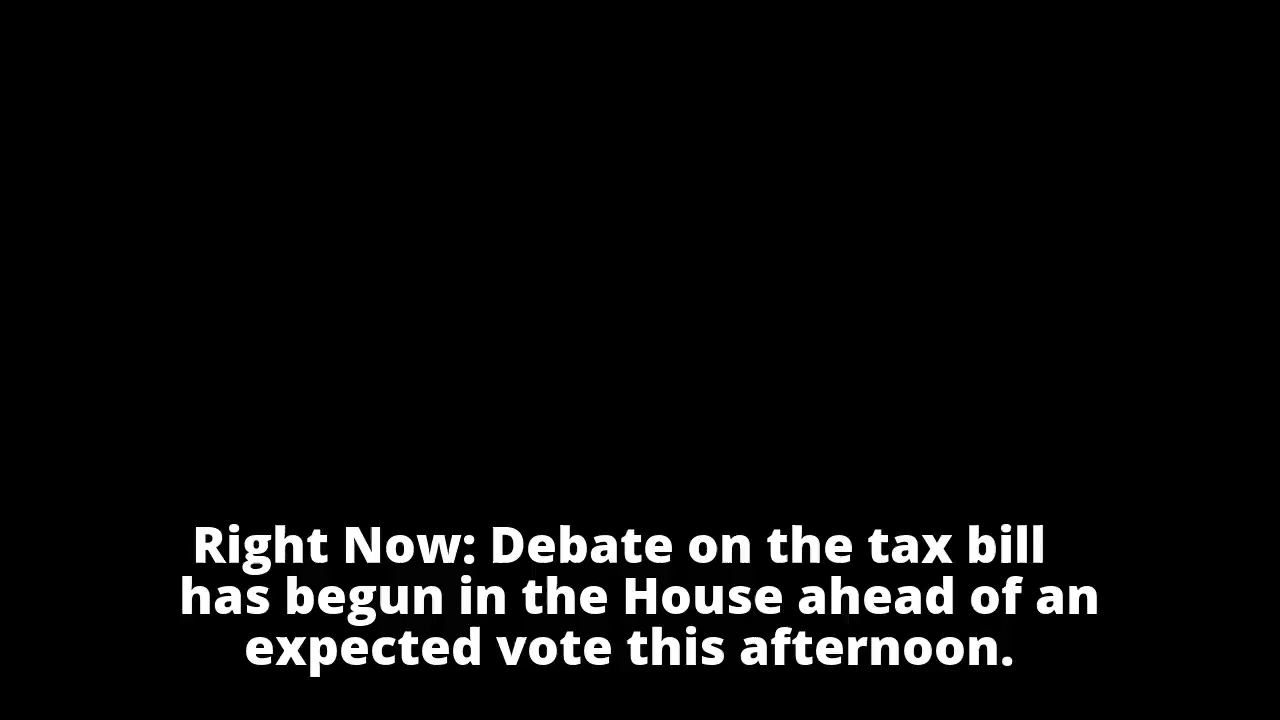 Right Now: Debate on the tax bill
has begun in the House ahead of an
expected vote this afternoon.